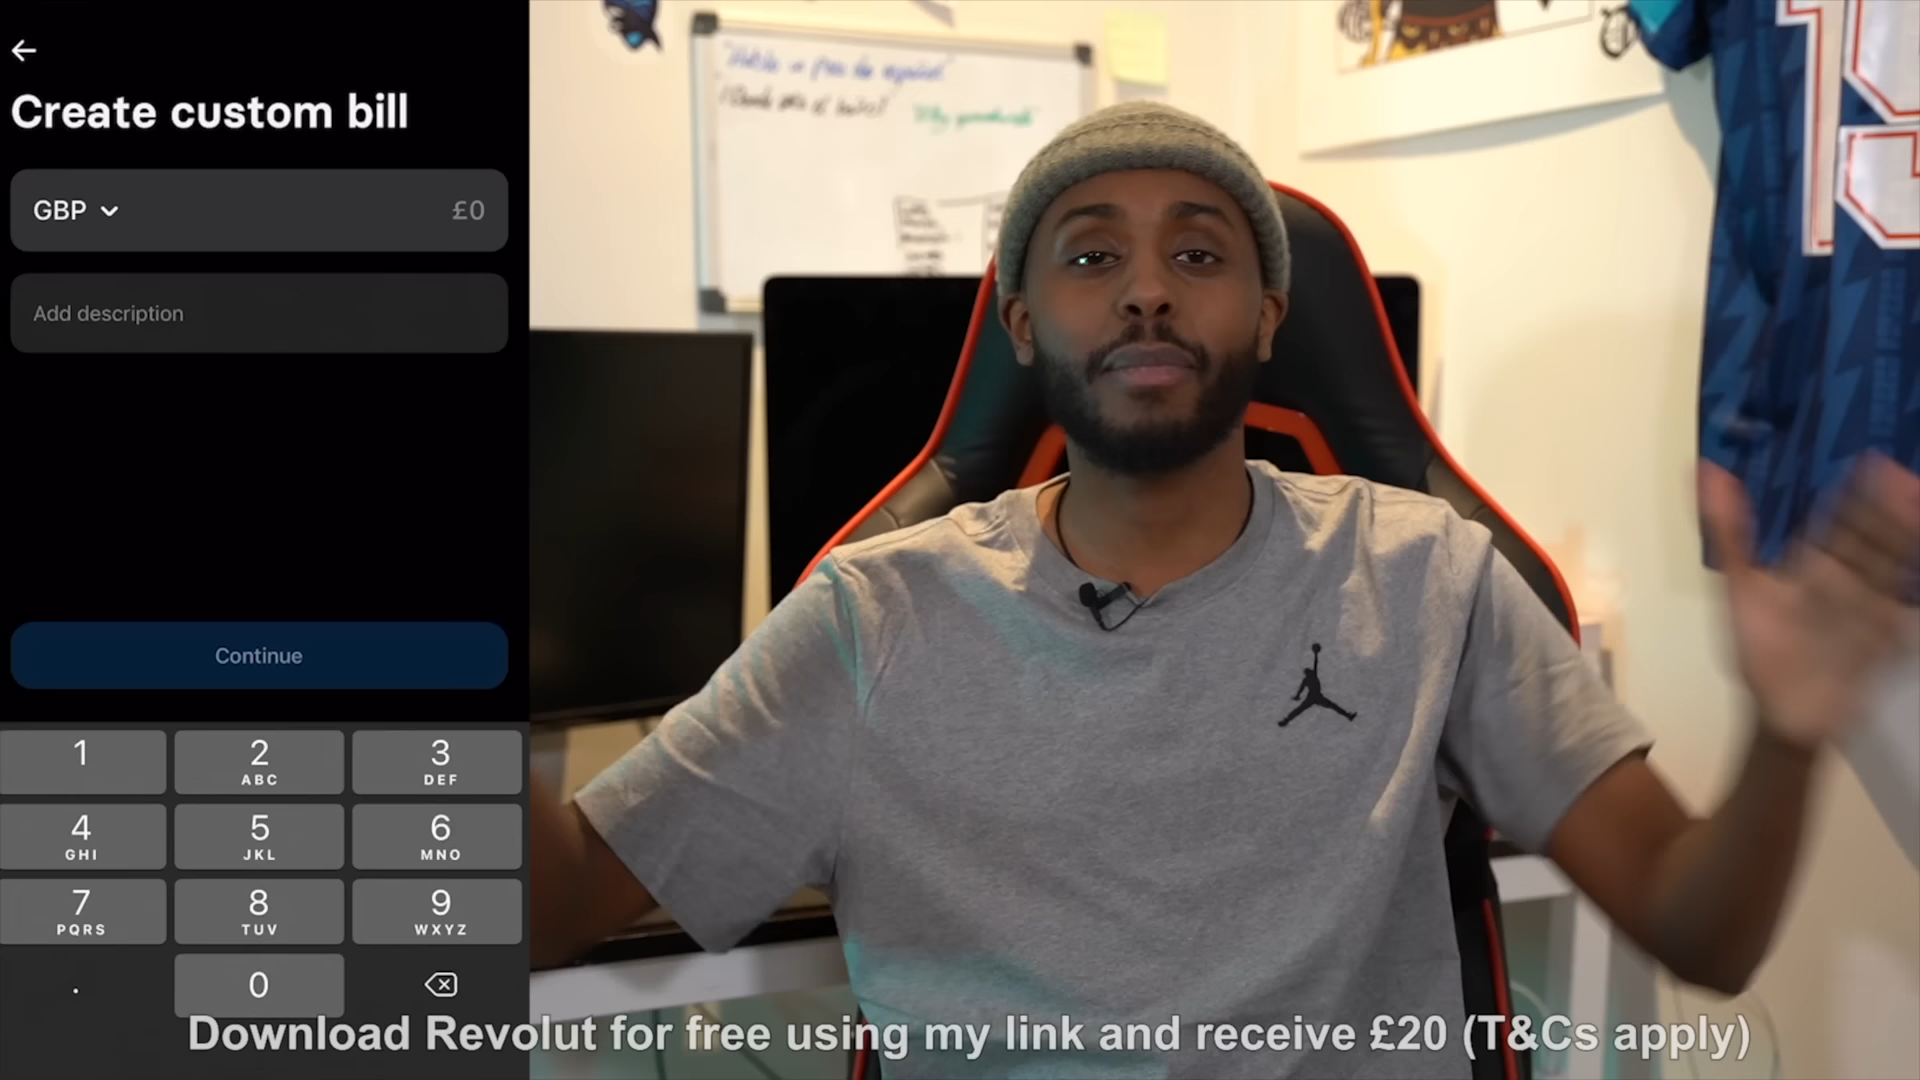 Create custom bill
GBP £0
Add description
Continue
1
2 ABC
3 DEF
4 GHI
5 JKL
6 MNO
7 PQRS
8 TUV
9 WXYZ
.
0
Download Revolut for free using my link and receive £20 (T&Cs apply)